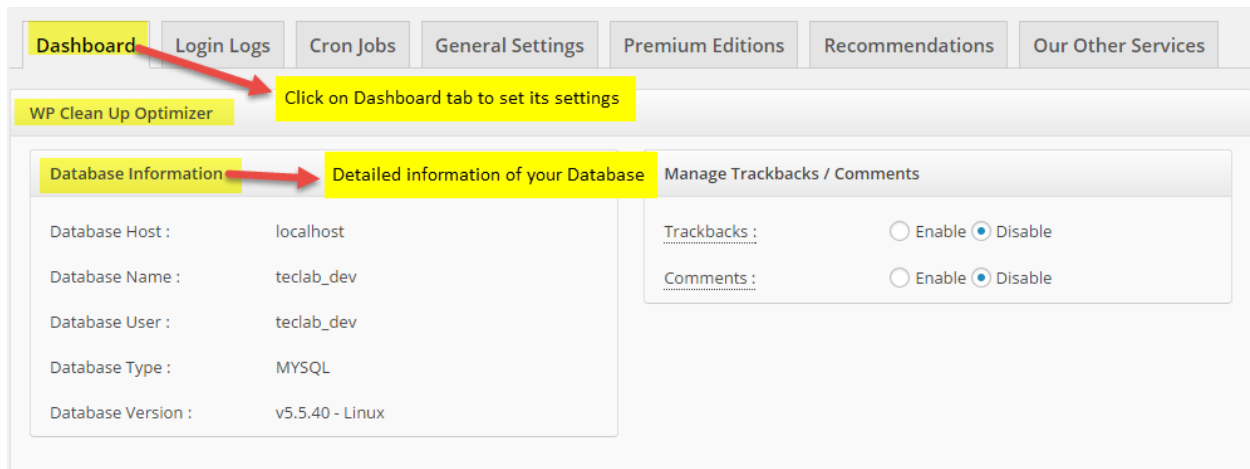 Dashboard Login Logs Cron Jobs General Settings Premium Editions Recommendations Our Other Services
Click on Dashboard tab to set its settings
WP Clean Up Optimizer
Database Information
Detailed information of your Database
Database Host : localhost
Database Name : teclab_dev
Database User : teclab_dev
Database Type : MYSQL
Database Version : v5.5.40 - Linux
Manage Trackbacks / Comments
Trackbacks : Enable Disable
Comments : Enable Disable